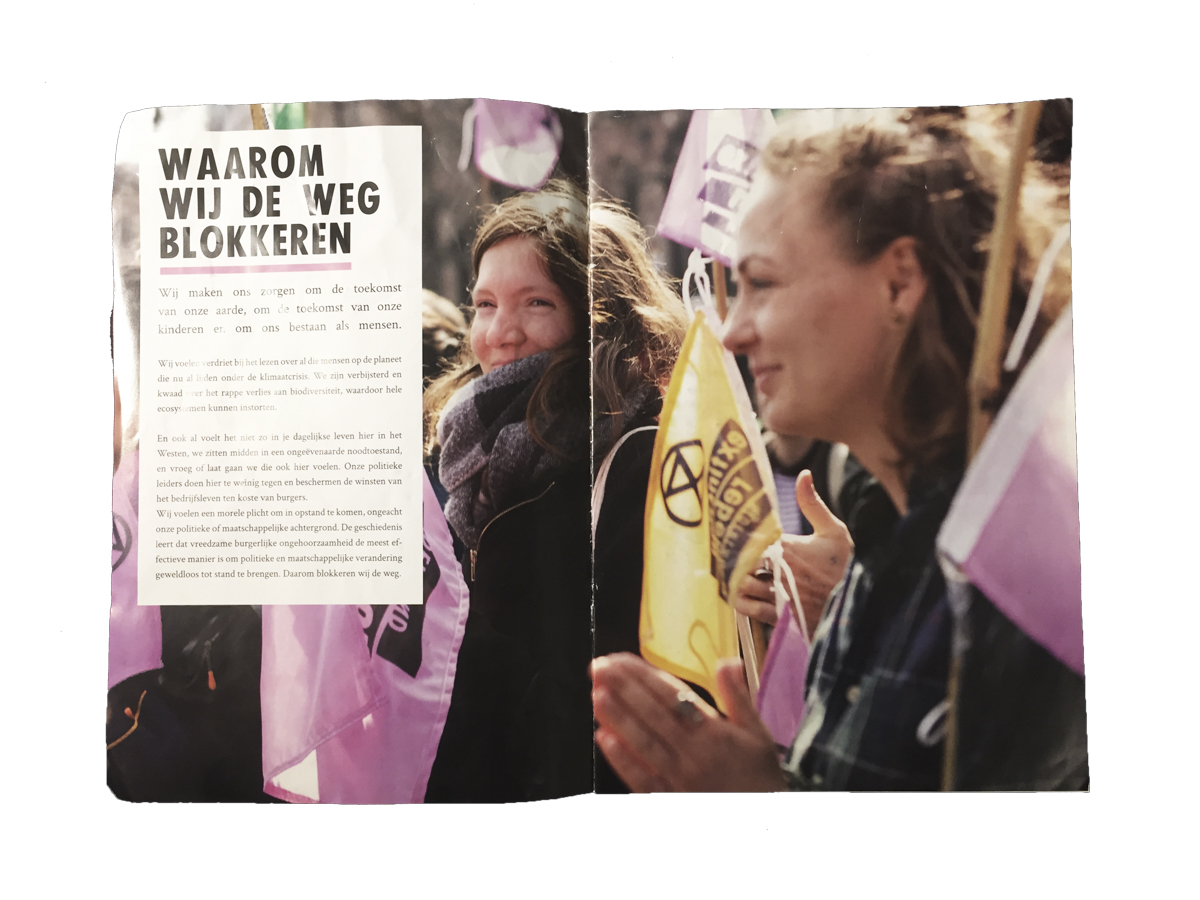 WAAROM
WIJ DE WEG
BLOKKEREN
Wij maken ons zorgen om de toekomst
van onze aarde, om de toekomst van onze
kinderen en om ons bestaan als mensen.
Wij voelen verdriet bij het lezen over al die mensen op de planeet
die nu al lijden onder de klimaatcrisis. We zijn verbijsterd en
kwaad over het rappe verlies aan biodiversiteit, waardoor hele
ecosystemen kunnen instorten.
En ook al voelt het niet zo in je dagelijkse leven hier in het
Westen, we zitten midden in een ongeëvenaarde noodtoestand,
en vroeg of laat gaan we die ook hier voelen. Onze politieke
leiders doen hier te weinig tegen en beschermen de winsten van
het bedrijfsleven ten koste van burgers.
Wij voelen een morele plicht om in opstand te komen, ongeacht
onze politieke of maatschappelijke achtergrond. De geschiedenis
leert dat vreedzame burgerlijke ongehoorzaamheid de meest ef-
fectieve manier is om politieke en maatschappelijke verandering
geweldloos tot stand te brengen. Daarom blokkeren wij de weg.